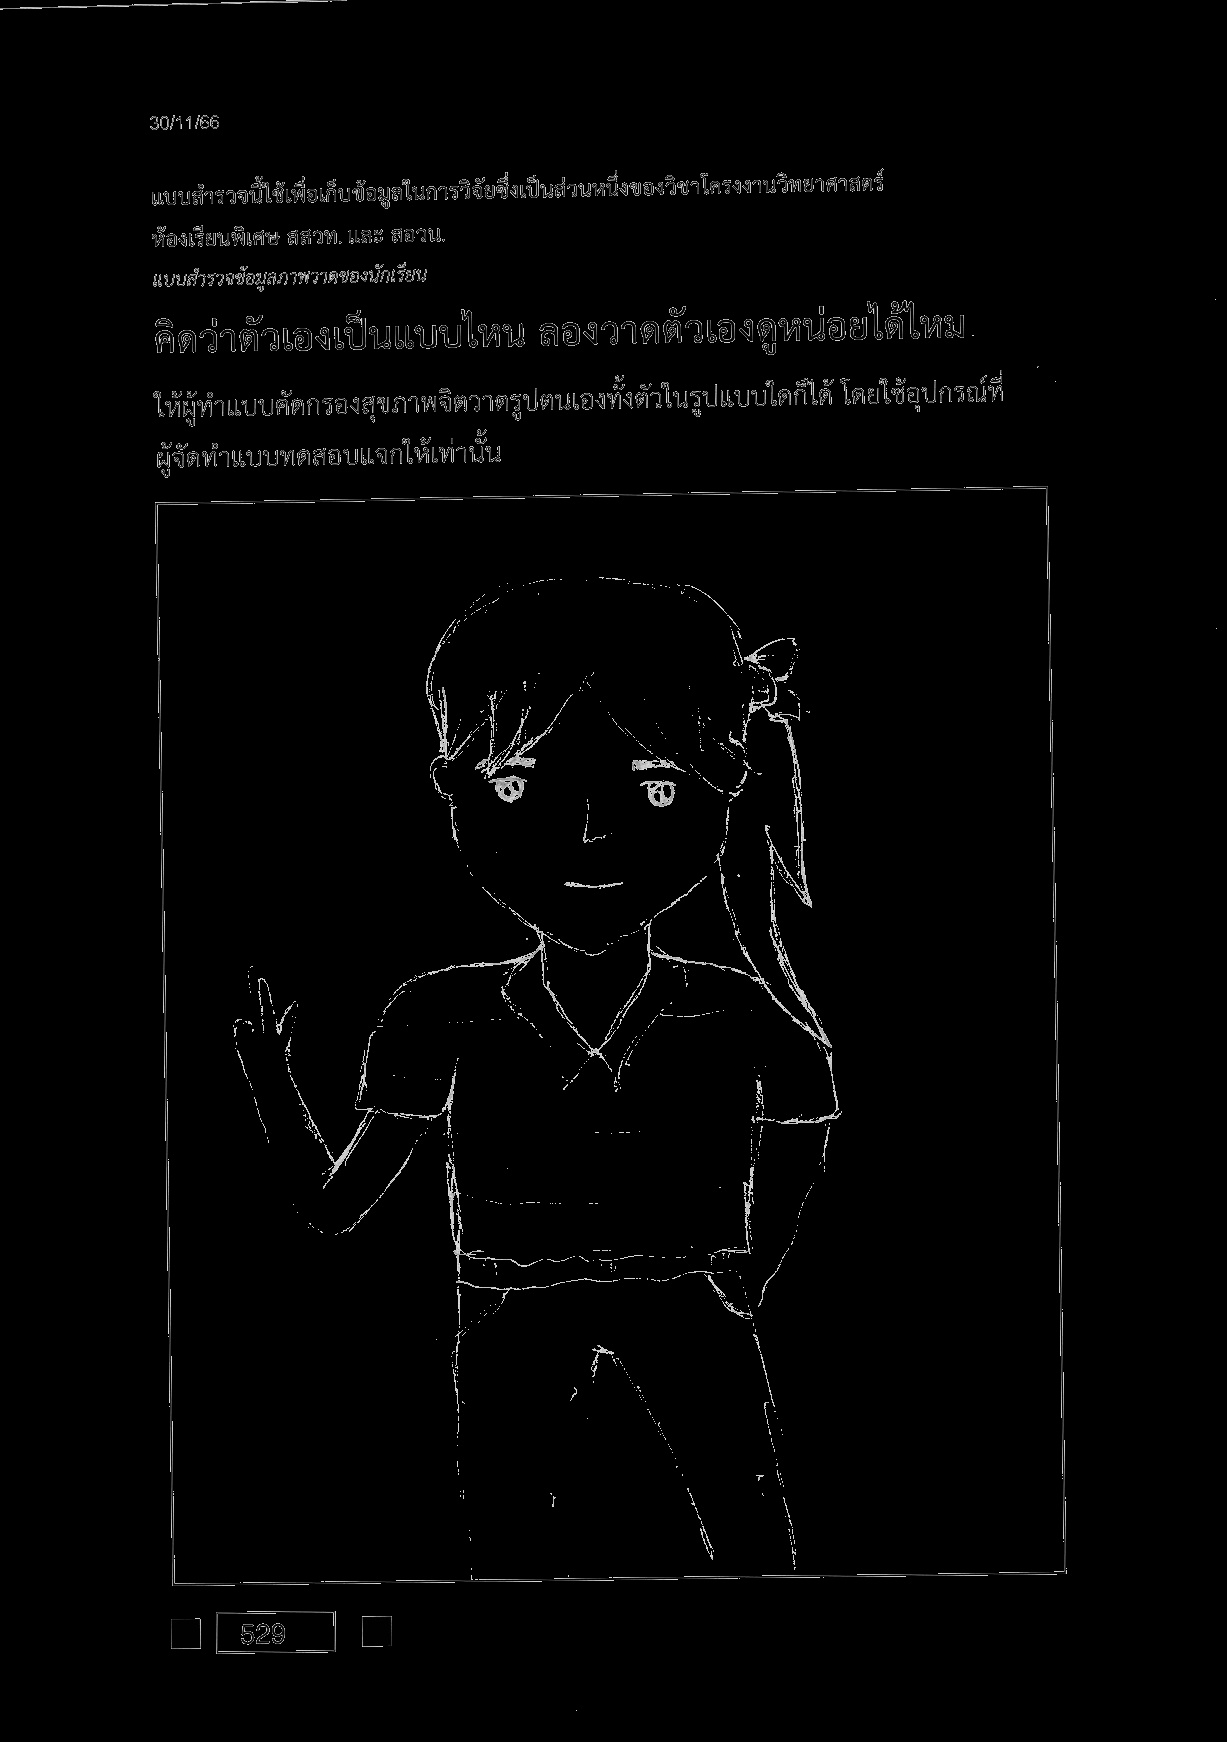 30/11/66
แบบสำรวจนี้ใช้เพื่อเก็บข้อมูลในการวิจัยซึ่งเป็นส่วนหนึ่งของวิชาโครงงานวิทยาศาสตร์
ห้องเรียนพิเศษ สสวท. และ สอวน.
แบบสำรวจข้อมูลภาพวาดของนักเรียน
คิดว่าตัวเองเป็นแบบไหน ลองวาดตัวเองดูหน่อยได้ไหม
ให้ผู้ทำแบบคัดกรองสุขภาพจิตวาดรูปตนเองทั้งตัวในรูปแบบใดก็ได้ โดยใช้อุปกรณ์ที่
ผู้จัดทำแบบทดสอบแจกให้เท่านั้น
529